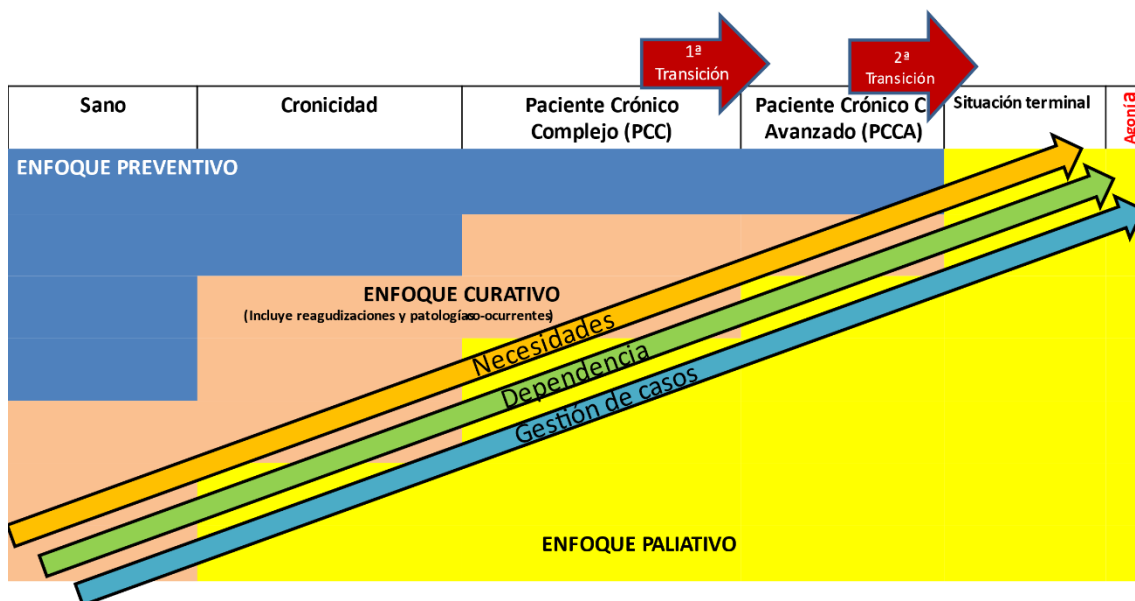 1ª
Transición
2ª
Transición
Sano
Cronicidad
Paciente Crónico
Complejo (PCC)
Paciente Crónico C
Avanzado (PCCA)
Situación terminal
Agonía
ENFOQUE PREVENTIVO
ENFOQUE CURATIVO
(Incluye reagudizaciones y patologías co-ocurrentes)
Necesidades
Dependencia
Gestión de casos
ENFOQUE PALIATIVO